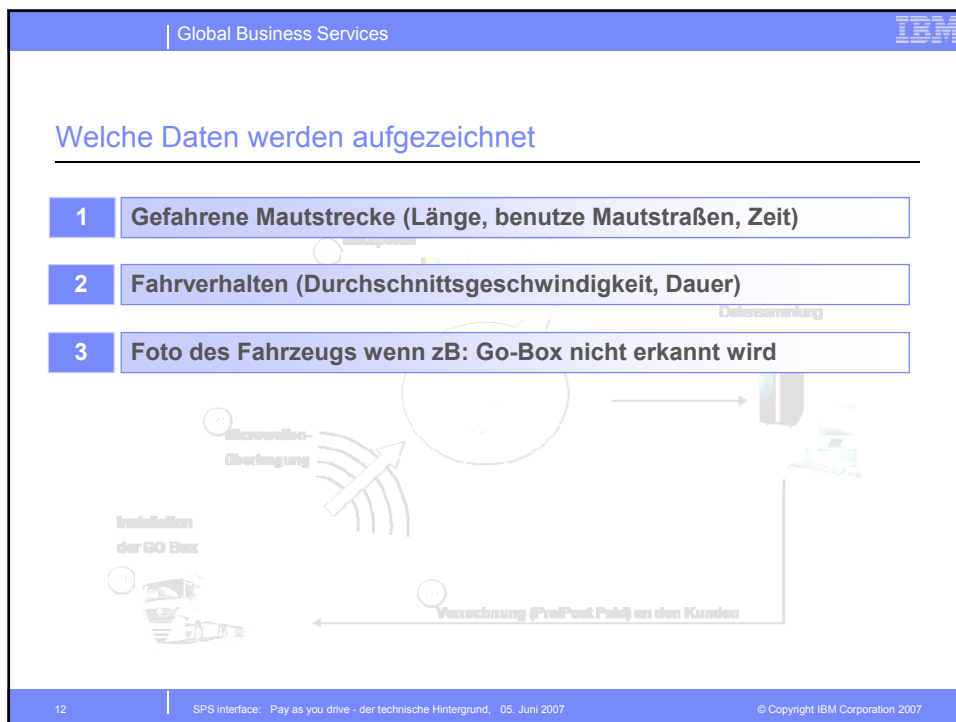 Global Business Services
IBM
Welche Daten werden aufgezeichnet
1 Gefahrene Mautstrecke (Länge, benutze Mautstraßen, Zeit)
2 Fahrverhalten (Durchschnittsgeschwindigkeit, Dauer)
Datensammlung
3 Foto des Fahrzeugs wenn zB: Go-Box nicht erkannt wird
Microwellen-
übertragung
Installation
der GO Box
Verrechnung (Pre/Post Paid) an den Kunden
12
SPS interface: Pay as you drive - der technische Hintergrund, 05. Juni 2007
© Copyright IBM Corporation 2007